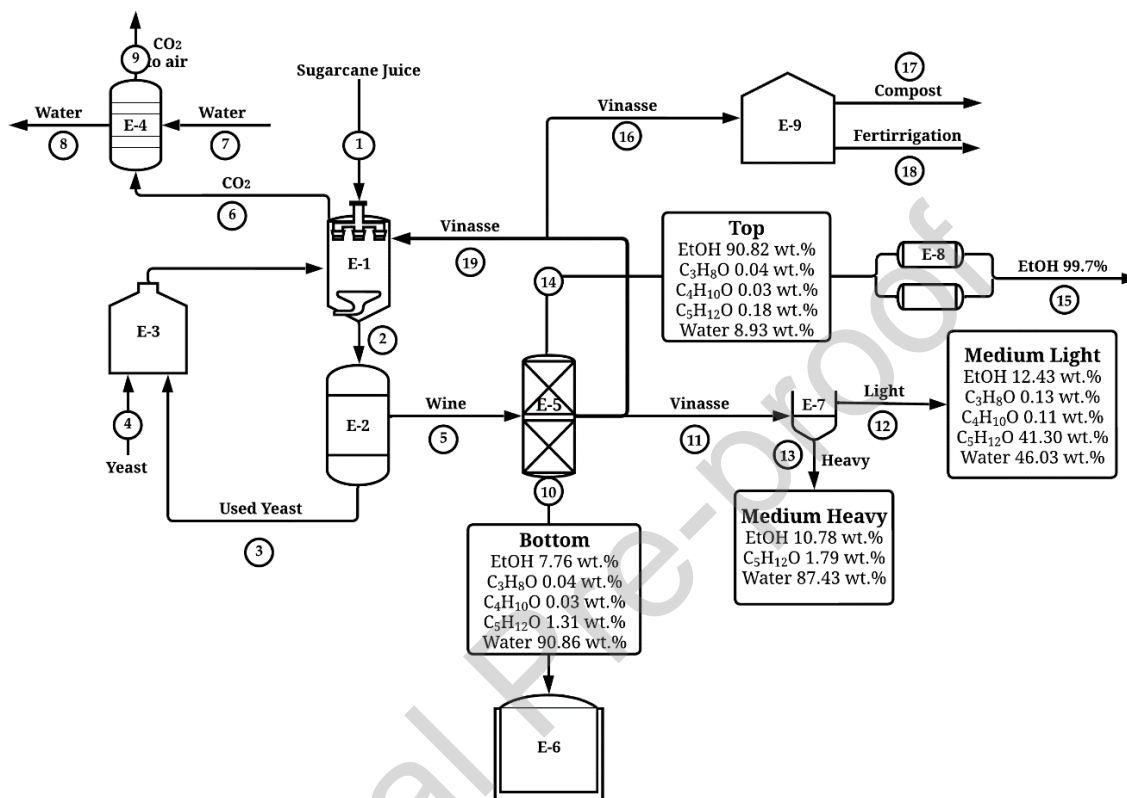 CO₂
to air
9
Sugarcane Juice
Water
E-4
Water
8
7
1
CO₂
6
Vinasse
16
17
Compost
E-9
Fertirrigation
18
E-1
Vinasse
19
E-3
2
4
Yeast
Used Yeast
3
E-2
Wine
5
14
E-5
10
Top
EtOH 90.82 wt.%
C₃H₈O 0.04 wt.%
C₄H₁₀O 0.03 wt.%
C₅H₁₂O 0.18 wt.%
Water 8.93 wt.%
E-8
EtOH 99.7%
15
Vinasse
11
E-7
Light
12
13
Heavy
Medium Light
EtOH 12.43 wt.%
C₃H₈O 0.13 wt.%
C₄H₁₀O 0.11 wt.%
C₅H₁₂O 41.30 wt.%
Water 46.03 wt.%
Medium Heavy
EtOH 10.78 wt.%
C₅H₁₂O 1.79 wt.%
Water 87.43 wt.%
Bottom
EtOH 7.76 wt.%
C₃H₈O 0.04 wt.%
C₄H₁₀O 0.03 wt.%
C₅H₁₂O 1.31 wt.%
Water 90.86 wt.%
E-6
al Pre-proof